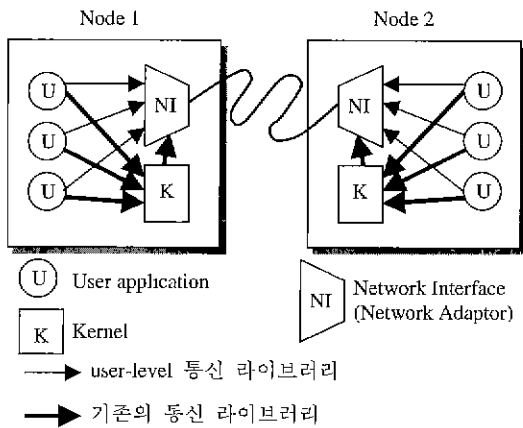 Node 1
Node 2
U
U
U
NI
K
NI
K
U
U
U
U User application
K Kernel
NI Network Interface
(Network Adaptor)
user-level 통신 라이브러리
기존의 통신 라이브러리